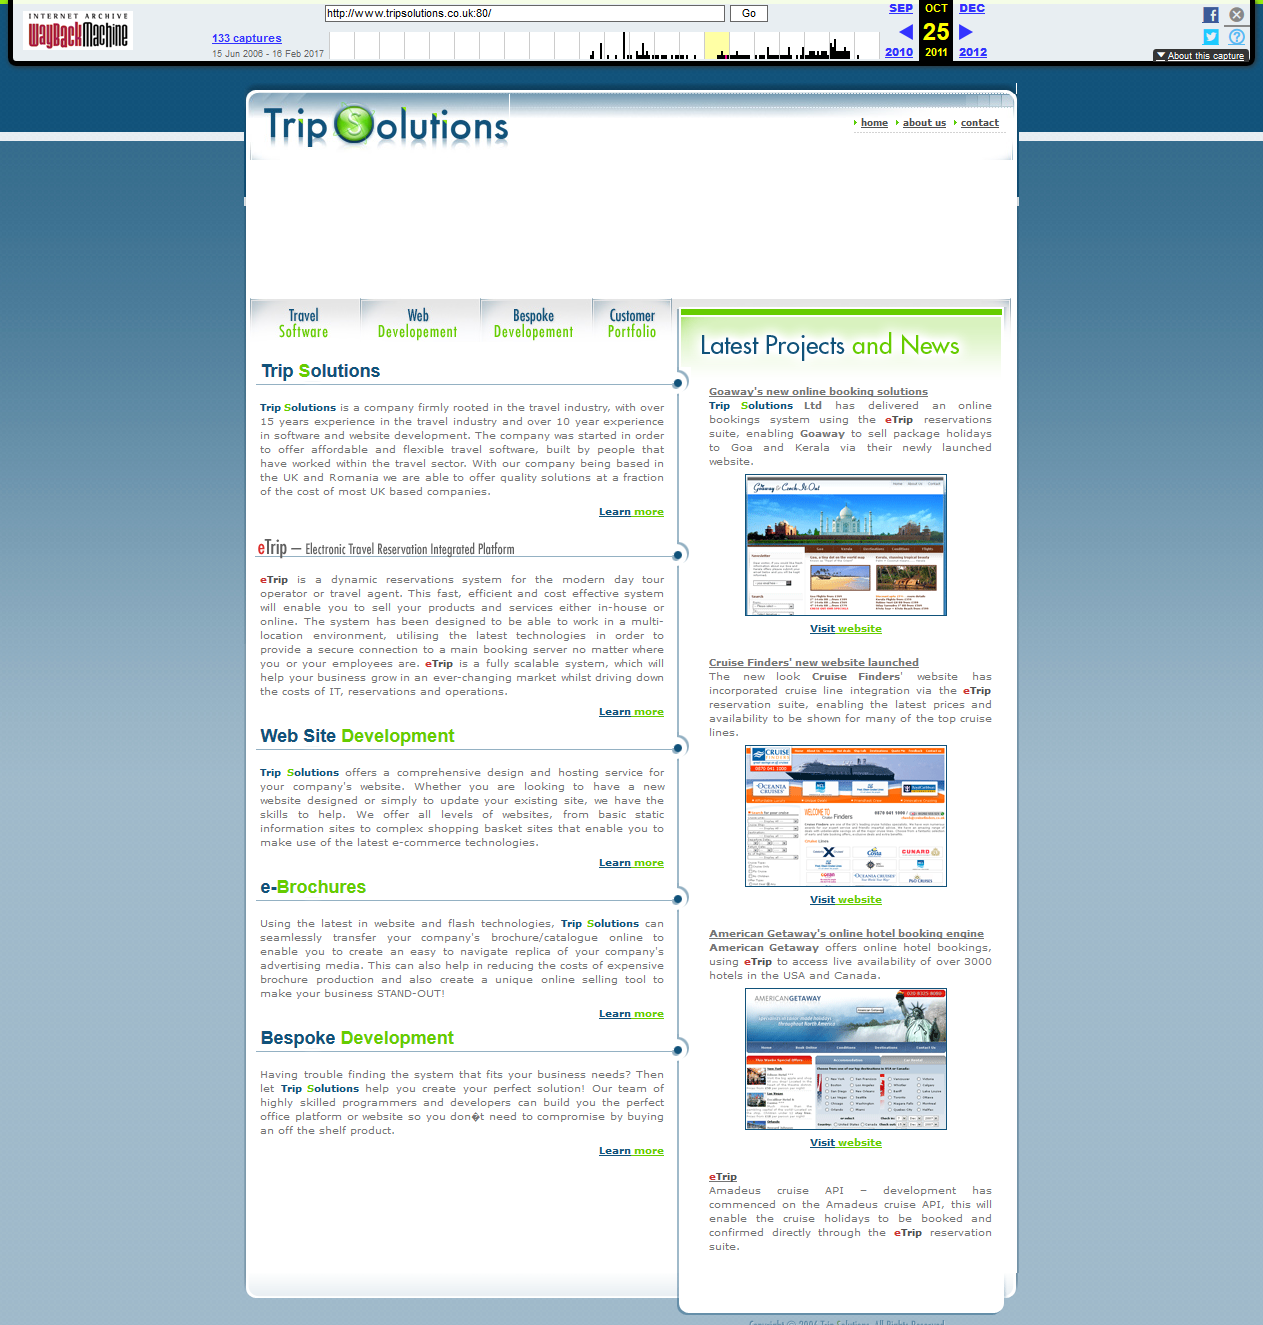 INTERNET ARCHIVE
WayBackMachine
http://www.tripsolutions.co.uk:80/
Go
133 captures
15 Jun 2006 - 16 Feb 2017
SEP OCT DEC
25
2010 2011 2012
About this capture
Trip Solutions
home about us contact
Travel Software
Web Developement
Bespoke Developement
Customer Portfolio
Trip Solutions
Trip Solutions is a company firmly rooted in the travel industry, with over
15 years experience in the travel industry and over 10 year experience
in software and website development. The company was started in order
to offer affordable and flexible travel software, built by people that
have worked within the travel sector. With our company being based in
the UK and Romania we are able to offer quality solutions at a fraction
of the cost of most UK based companies.
Learn more
eTrip – Electronic Travel Reservation Integrated Platform
eTrip is a dynamic reservations system for the modern day tour
operator or travel agent. This fast, efficient and cost effective system
will enable you to sell your products and services either in-house or
online. The system has been designed to be able to work in a multi-
location environment, utilising the latest technologies in order to
provide a secure connection to a main booking server no matter where
you or your employees are. eTrip is a fully scalable system, which will
help your business grow in an ever-changing market whilst driving down
the costs of IT, reservations and operations.
Learn more
Web Site Development
Trip Solutions offers a comprehensive design and hosting service for
your company's website. Whether you are looking to have a new
website designed or simply to update your existing site, we have the
skills to help. We offer all levels of websites, from basic static
information sites to complex shopping basket sites that enable you to
make use of the latest e-commerce technologies.
Learn more
e-Brochures
Using the latest in website and flash technologies, Trip Solutions can
seamlessly transfer your company's brochure/catalogue online to
enable you to create an easy to navigate replica of your company's
advertising media. This can also help in reducing the costs of expensive
brochure production and also create a unique online selling tool to
make your business STAND-OUT!
Learn more
Bespoke Development
Having trouble finding the system that fits your business needs? Then
let Trip Solutions help you create your perfect solution! Our team of
highly skilled programmers and developers can build you the perfect
office platform or website so you don�t need to compromise by buying
an off the shelf product.
Learn more
Latest Projects and News
Goaway's new online booking solutions
Trip Solutions Ltd has delivered an online
bookings system using the eTrip reservations
suite, enabling Goaway to sell package holidays
to Goa and Kerala via their newly launched
website.
Visit website
Cruise Finders' new website launched
The new look Cruise Finders' website has
incorporated cruise line integration via the eTrip
reservation suite, enabling the latest prices and
availability to be shown for many of the top cruise
lines.
CRUISE FINDERS
OCEANIA CRUISES
CUNARD
Visit website
American Getaway's online hotel booking engine
American Getaway offers online hotel bookings,
using eTrip to access live availability of over 3000
hotels in the USA and Canada.
AMERICANGETAWAY
Visit website
eTrip
Amadeus cruise API – development has
commenced on the Amadeus cruise API, this will
enable the cruise holidays to be booked and
confirmed directly through the eTrip reservation
suite.
Copyright © 2006 Trip Solutions. All Rights Reserved